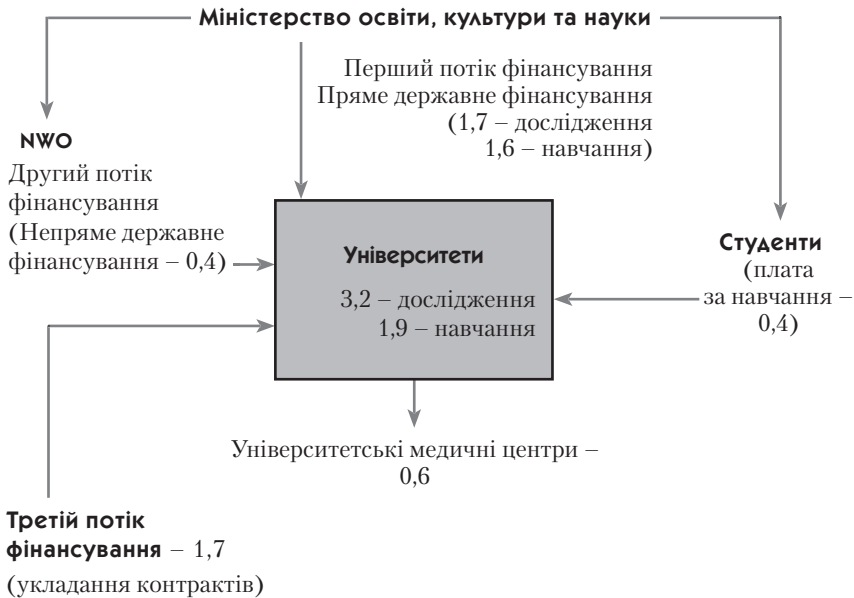 Міністерство освіти, культури та науки
Перший потік фінансування
Пряме державне фінансування
(1,7 – дослідження
1,6 – навчання)
NWO
Другий потік
фінансування
(Непряме державне
фінансування – 0,4)
Університети
3,2 – дослідження
1,9 – навчання
Студенти
(плата
за навчання –
0,4)
Університетські медичні центри –
0,6
Третій потік
фінансування – 1,7
(укладання контрактів)